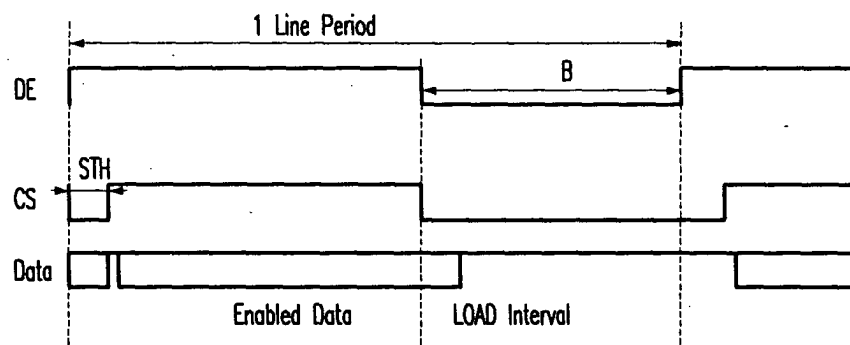 1 Line Period
DE
B
STH
CS
Data
Enabled Data
LOAD Interval